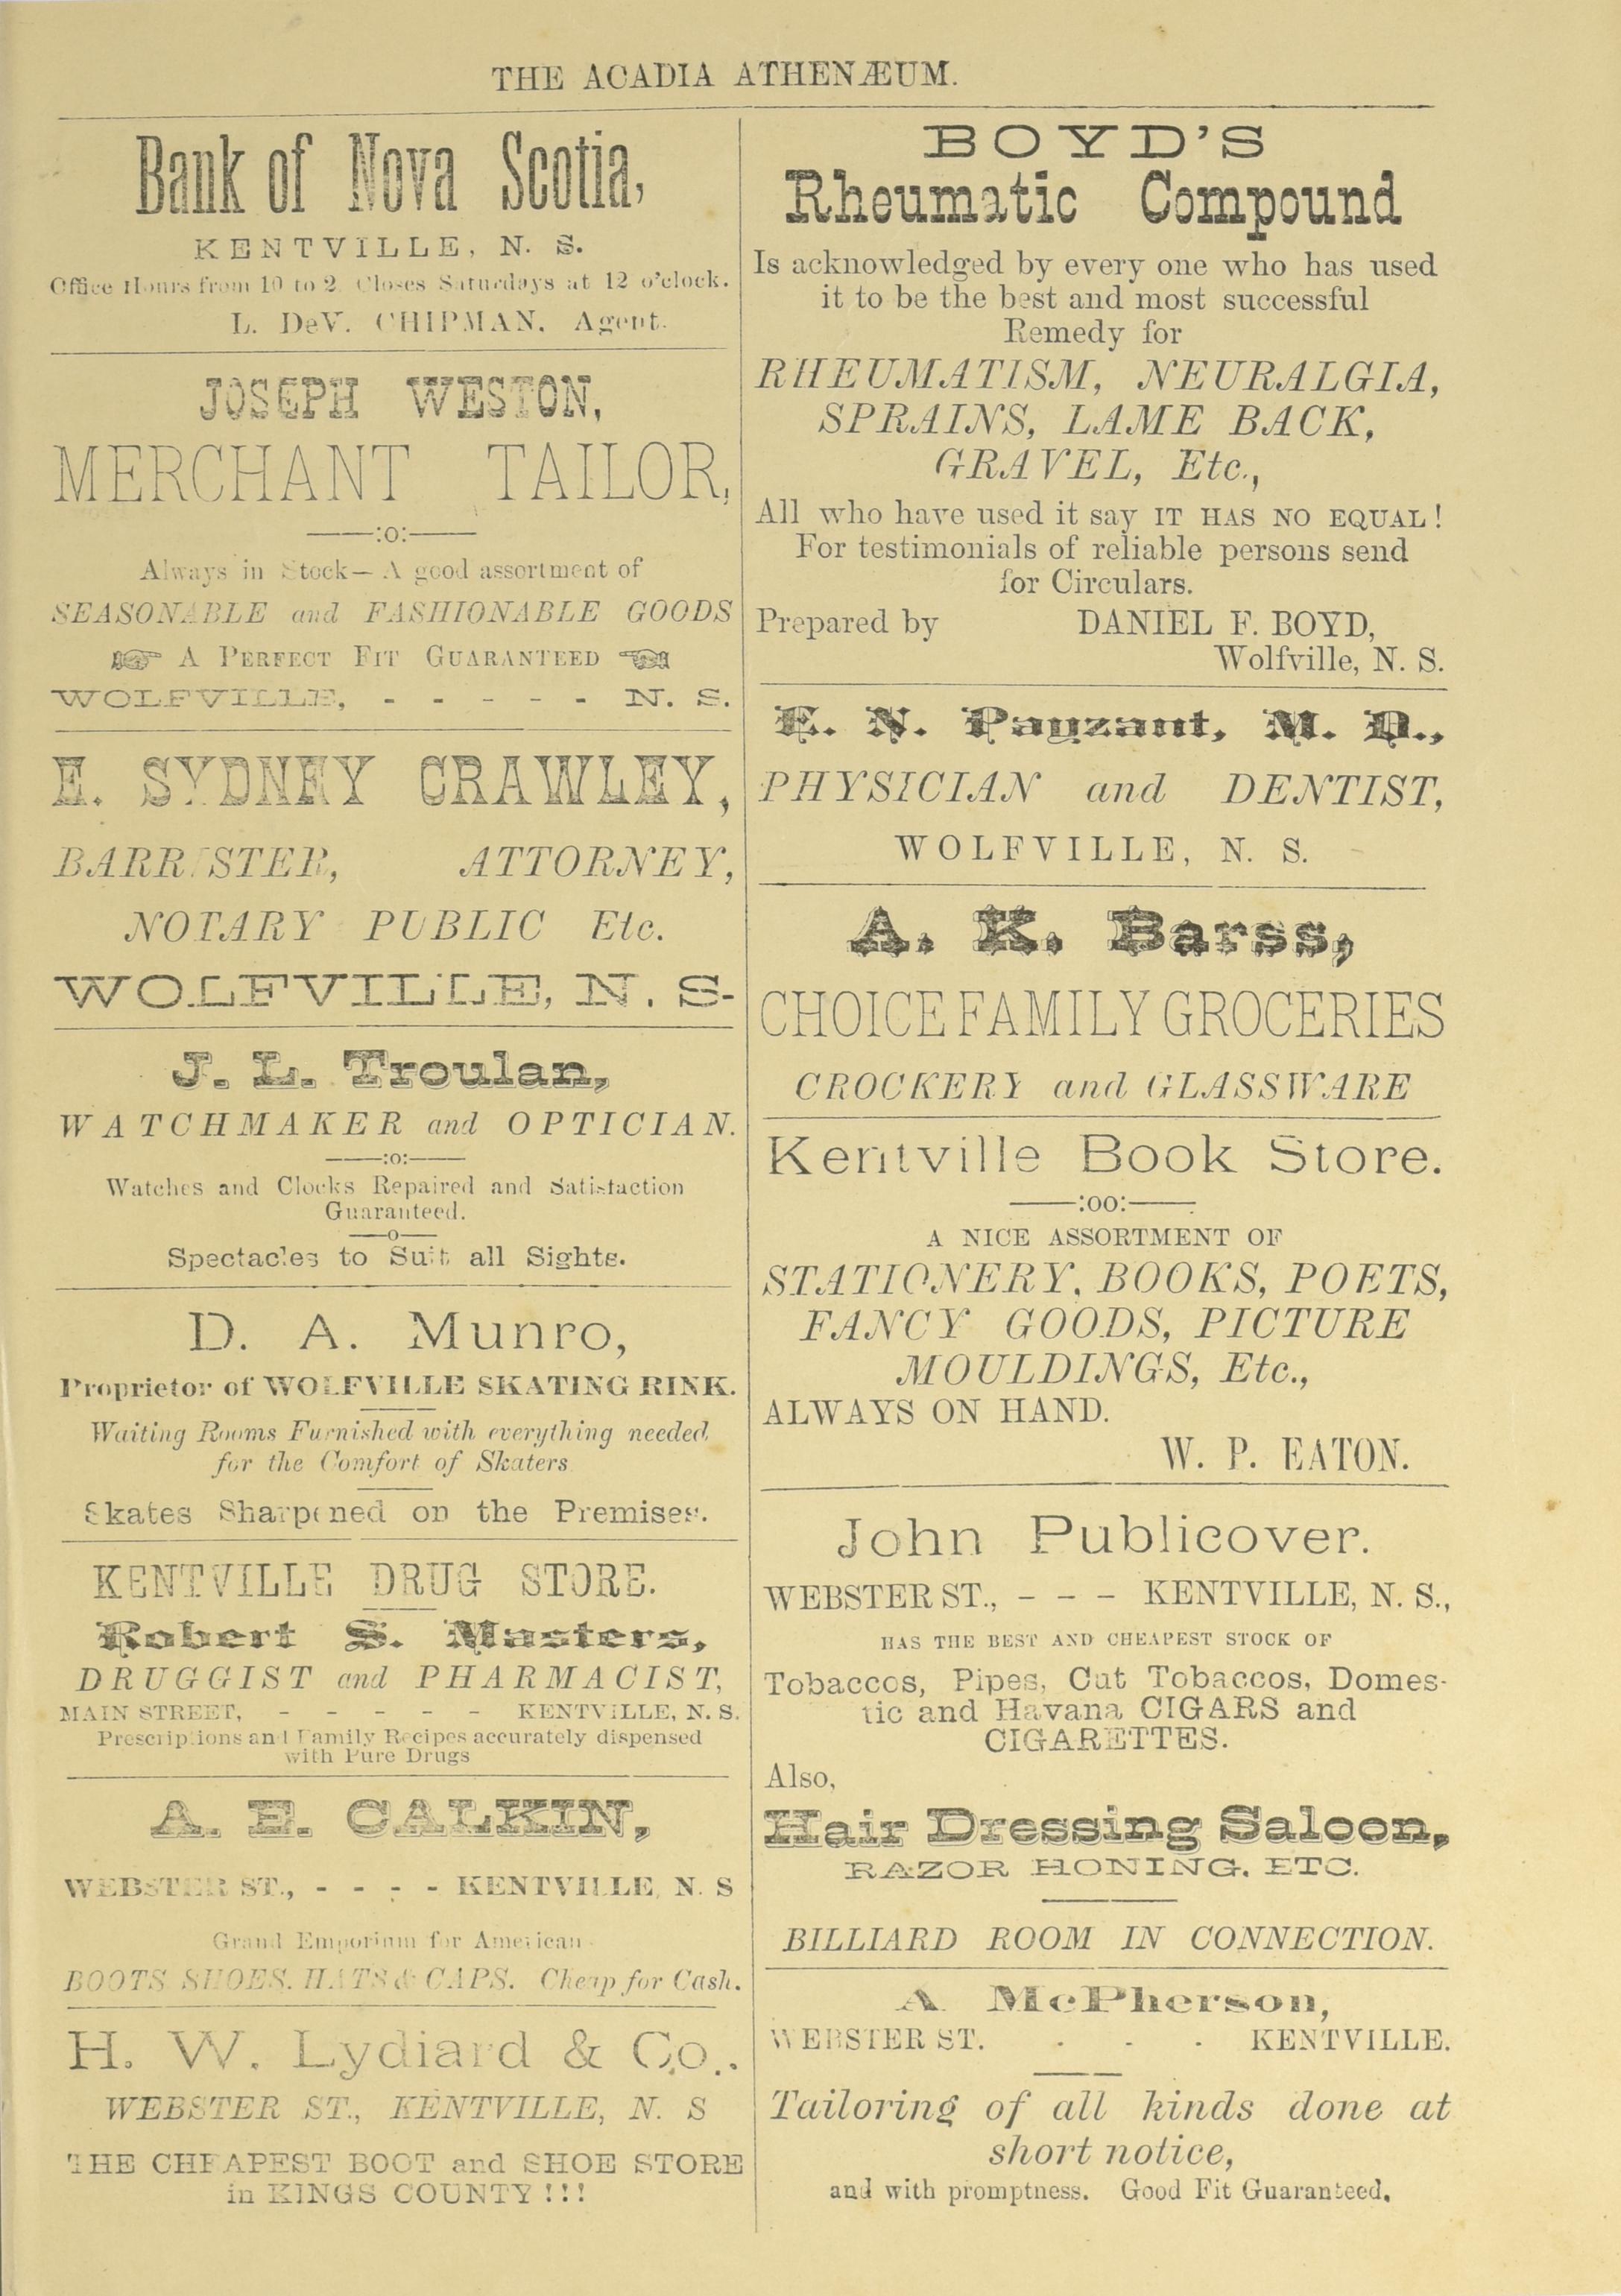 THE ACADIA ATHENÆUM.
Bank of Nova Scotia,
KENTVILLE, N. S.
Office Hours from 10 to 2. Closes Saturdays at 12 o'clock.
L. DeV. CHIPMAN, Agent.
JOSEPH WESTON,
MERCHANT TAILOR,
——:o:——
Always in Stock—A good assortment of
SEASONABLE and FASHIONABLE GOODS
A PERFECT FIT GUARANTEED
WOLFVILLE, - - - - - N. S.
E. SYDNEY CRAWLEY,
BARRISTER, ATTORNEY,
NOTARY PUBLIC Etc.
WOLFVILLE, N. S-
J. L. Troulan,
WATCHMAKER and OPTICIAN.
——:o:——
Watches and Clocks Repaired and Satisfaction
Guaranteed.
——o——
Spectacles to Suit all Sights.
D. A. Munro,
Proprietor of WOLFVILLE SKATING RINK.
Waiting Rooms Furnished with everything needed
for the Comfort of Skaters
Skates Sharpened on the Premises.
KENTVILLE DRUG STORE.
Robert S. Masters,
DRUGGIST and PHARMACIST,
MAIN STREET, - - - - - KENTVILLE, N. S.
Prescriptions and Family Recipes accurately dispensed
with Pure Drugs
A. E. CALKIN,
WEBSTER ST., - - - - KENTVILLE, N. S
Grand Emporium for American
BOOTS SHOES. HATS & CAPS. Cheap for Cash.
H. W. Lydiard & Co..
WEBSTER ST., KENTVILLE, N. S
THE CHEAPEST BOOT and SHOE STORE
in KINGS COUNTY ! ! !
BOYD'S
Rheumatic Compound
Is acknowledged by every one who has used
it to be the best and most successful
Remedy for
RHEUMATISM, NEURALGIA,
SPRAINS, LAME BACK,
GRAVEL, Etc.,
All who have used it say IT HAS NO EQUAL !
For testimonials of reliable persons send
for Circulars.
Prepared by DANIEL F. BOYD,
Wolfville, N. S.
E. N. Payzant, M. D.,
PHYSICIAN and DENTIST,
WOLFVILLE, N. S.
A. K. Barss,
CHOICE FAMILY GROCERIES
CROCKERY and GLASSWARE
Kentville Book Store.
——:oo:——
A NICE ASSORTMENT OF
STATIONERY, BOOKS, POETS,
FANCY GOODS, PICTURE
MOULDINGS, Etc.,
ALWAYS ON HAND.
W. P. EATON.
John Publicover.
WEBSTER ST., - - - KENTVILLE, N. S.,
HAS THE BEST AND CHEAPEST STOCK OF
Tobaccos, Pipes, Cut Tobaccos, Domes-
tic and Havana CIGARS and
CIGARETTES.
Also,
Hair Dressing Saloon,
RAZOR HONING, ETC.
BILLIARD ROOM IN CONNECTION.
A McPherson,
WEBSTER ST. - - - KENTVILLE.
Tailoring of all kinds done at
short notice,
and with promptness. Good Fit Guaranteed.